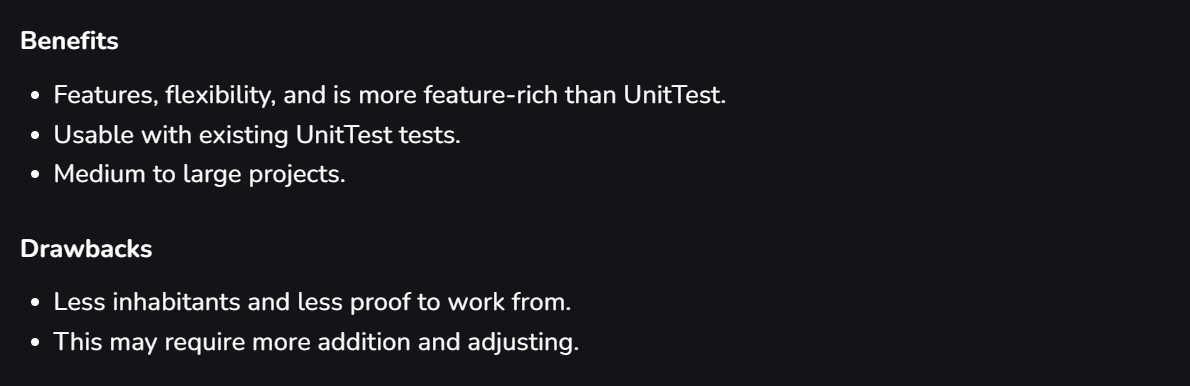 Benefits
• Features, flexibility, and is more feature-rich than UnitTest.
• Usable with existing UnitTest tests.
• Medium to large projects.
Drawbacks
• Less inhabitants and less proof to work from.
• This may require more addition and adjusting.